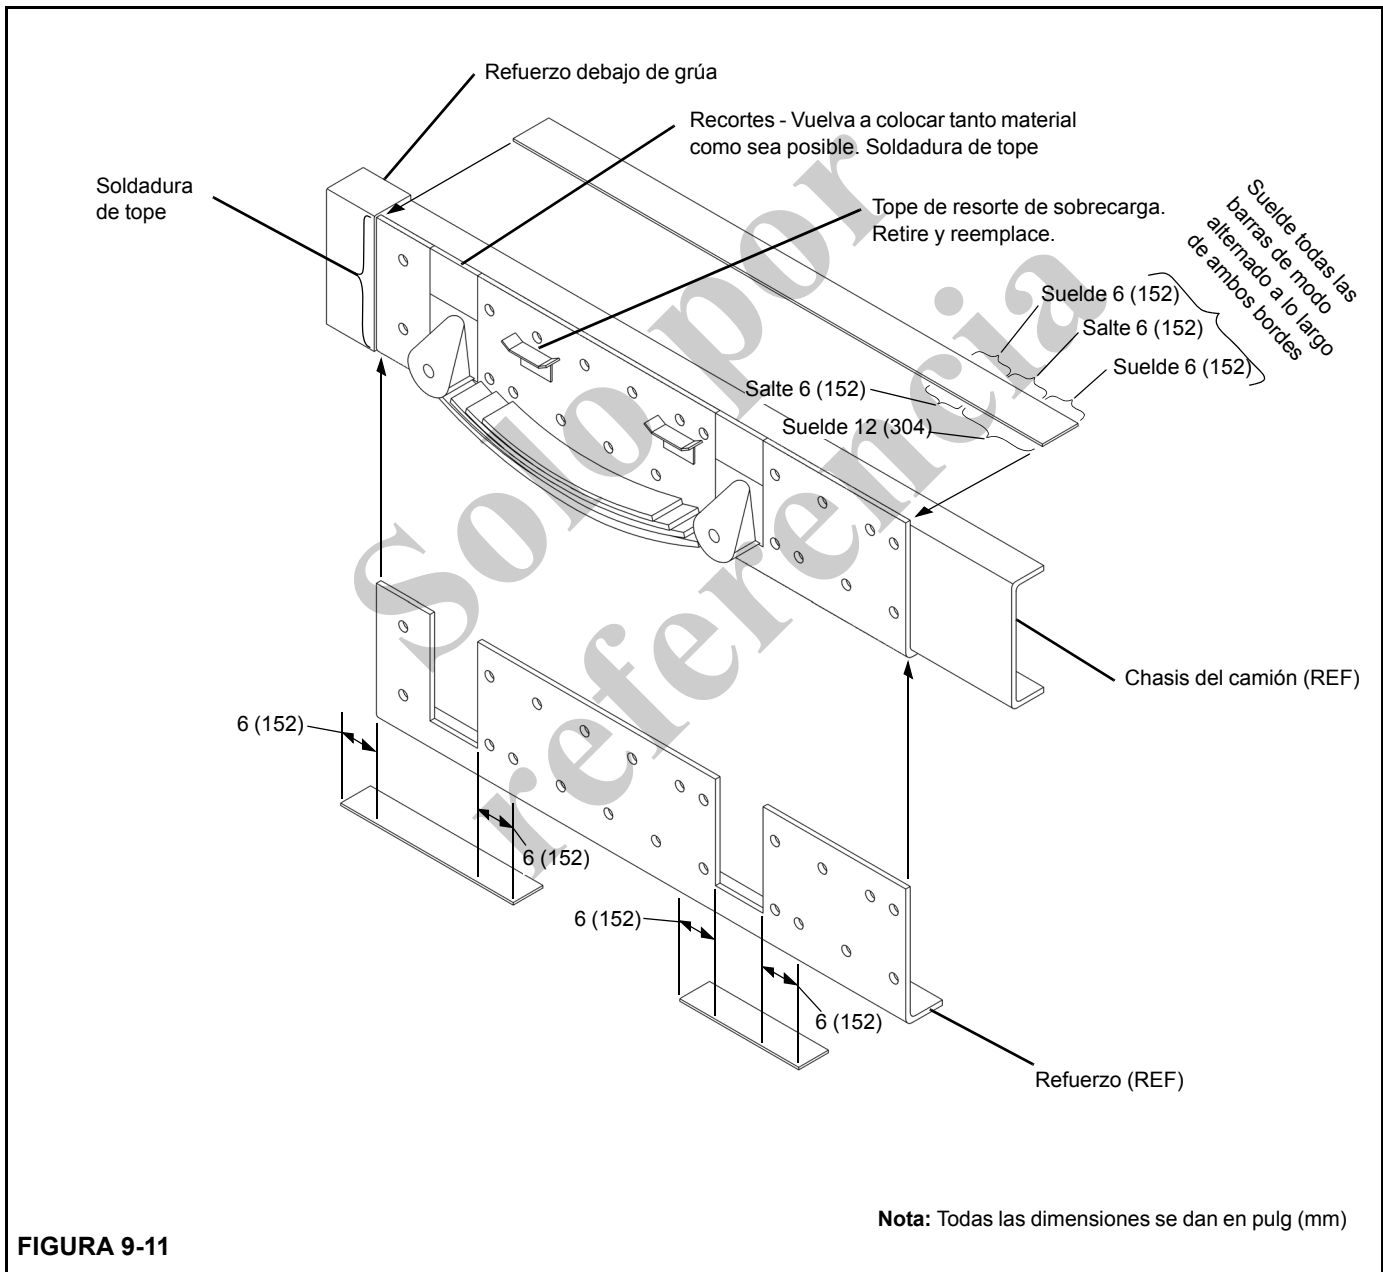 Refuerzo debajo de grúa
Recortes - Vuelva a colocar tanto material
como sea posible. Soldadura de tope
Soldadura
de tope
Tope de resorte de sobrecarga.
Retire y reemplace.
Suelde todas las
barras de modo
alternado a lo largo
de ambos bordes
Suelde 6 (152)
Salte 6 (152)
Suelde 6 (152)
Salte 6 (152)
Suelde 12 (304)
Chasis del camión (REF)
6 (152)
6 (152)
6 (152)
6 (152)
Refuerzo (REF)
Solo por
referencia
Nota: Todas las dimensiones se dan en pulg (mm)
FIGURA 9-11